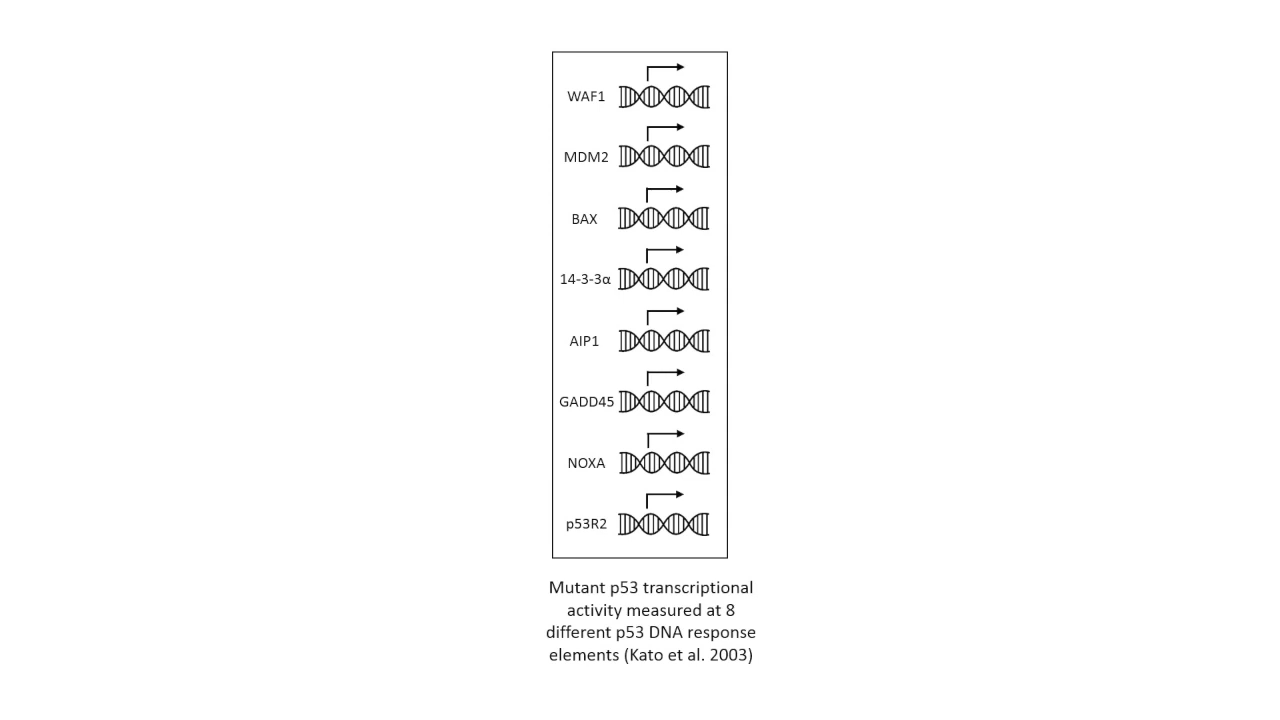 WAF1
MDM2
BAX
14-3-3α
AIP1
GADD45
NOXA
p53R2
Mutant p53 transcriptional
activity measured at 8
different p53 DNA response
elements (Kato et al. 2003)